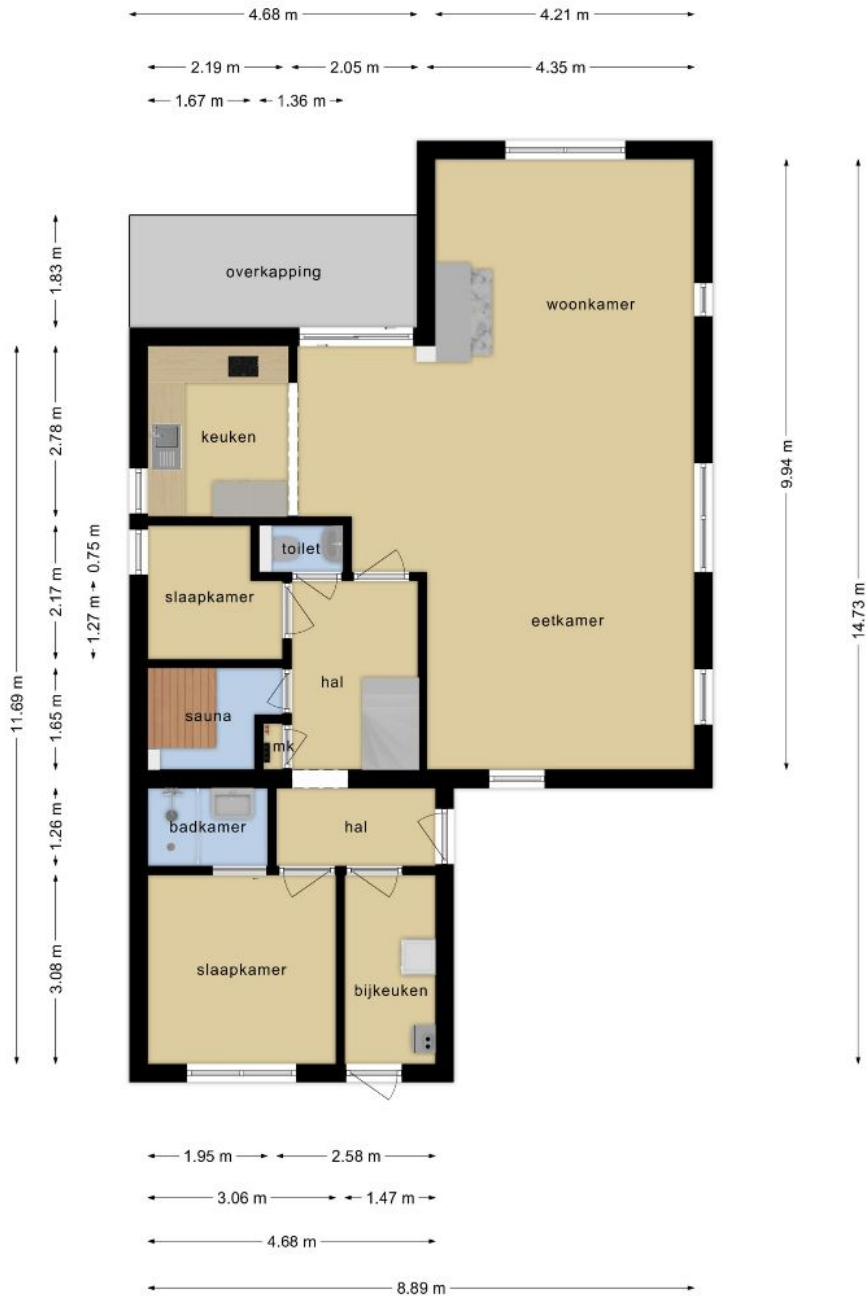 4.68 m 4.21 m
2.19 m 2.05 m 4.35 m
1.67 m 1.36 m
1.83 m
overkapping
woonkamer
2.78 m
keuken
9.94 m
2.17 m
0.75 m
1.27 m
toilet
slaapkamer
eetkamer
14.73 m
11.69 m
1.65 m
hal
sauna
mk
1.26 m
badkamer
hal
3.08 m
slaapkamer
bijkeuken
1.95 m 2.58 m
3.06 m 1.47 m
4.68 m
8.89 m